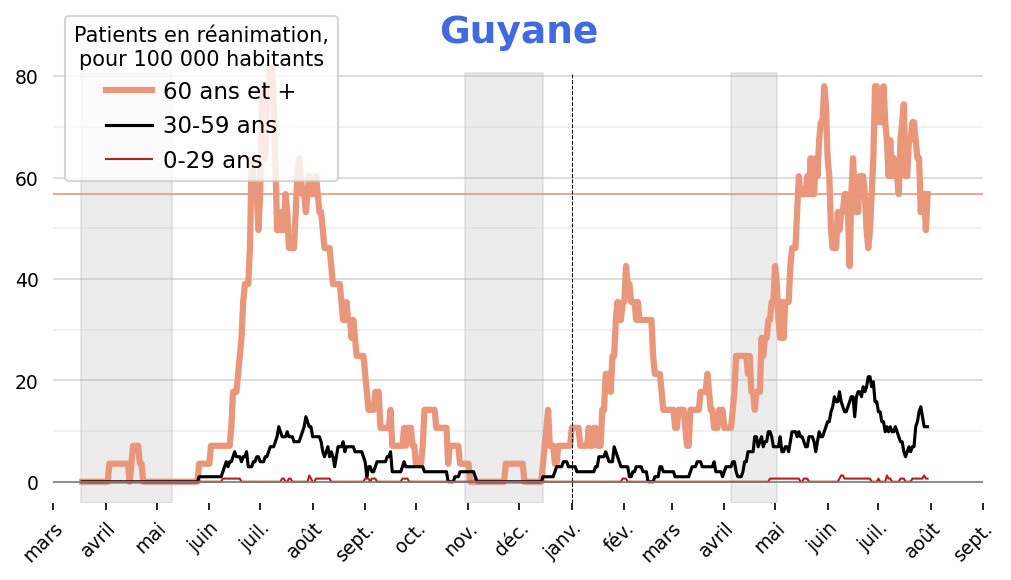 Guyane
Patients en réanimation,
pour 100 000 habitants
60 ans et +
30-59 ans
0-29 ans
80
60
40
20
0
mars
avril
mai
juin
juil.
août
sept.
oct.
nov.
déc.
janv.
fév.
mars
avril
mai
juin
juil.
août
sept.